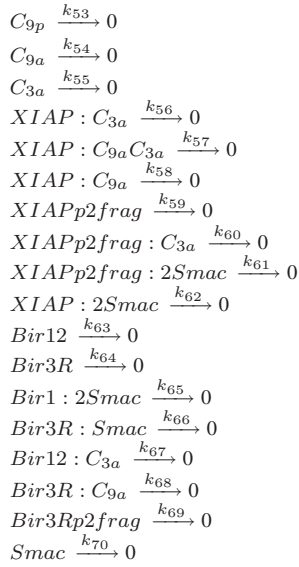 C₉ₚ —k₅₃→ 0
C₉ₐ —k₅₄→ 0
C₃ₐ —k₅₅→ 0
XIAP : C₃ₐ —k₅₆→ 0
XIAP : C₉ₐC₃ₐ —k₅₇→ 0
XIAP : C₉ₐ —k₅₈→ 0
XIAPp2frag —k₅₉→ 0
XIAPp2frag : C₃ₐ —k₆₀→ 0
XIAPp2frag : 2Smac —k₆₁→ 0
XIAP : 2Smac —k₆₂→ 0
Bir12 —k₆₃→ 0
Bir3R —k₆₄→ 0
Bir1 : 2Smac —k₆₅→ 0
Bir3R : Smac —k₆₆→ 0
Bir12 : C₃ₐ —k₆₇→ 0
Bir3R : C₉ₐ —k₆₈→ 0
Bir3Rp2frag —k₆₉→ 0
Smac —k₇₀→ 0